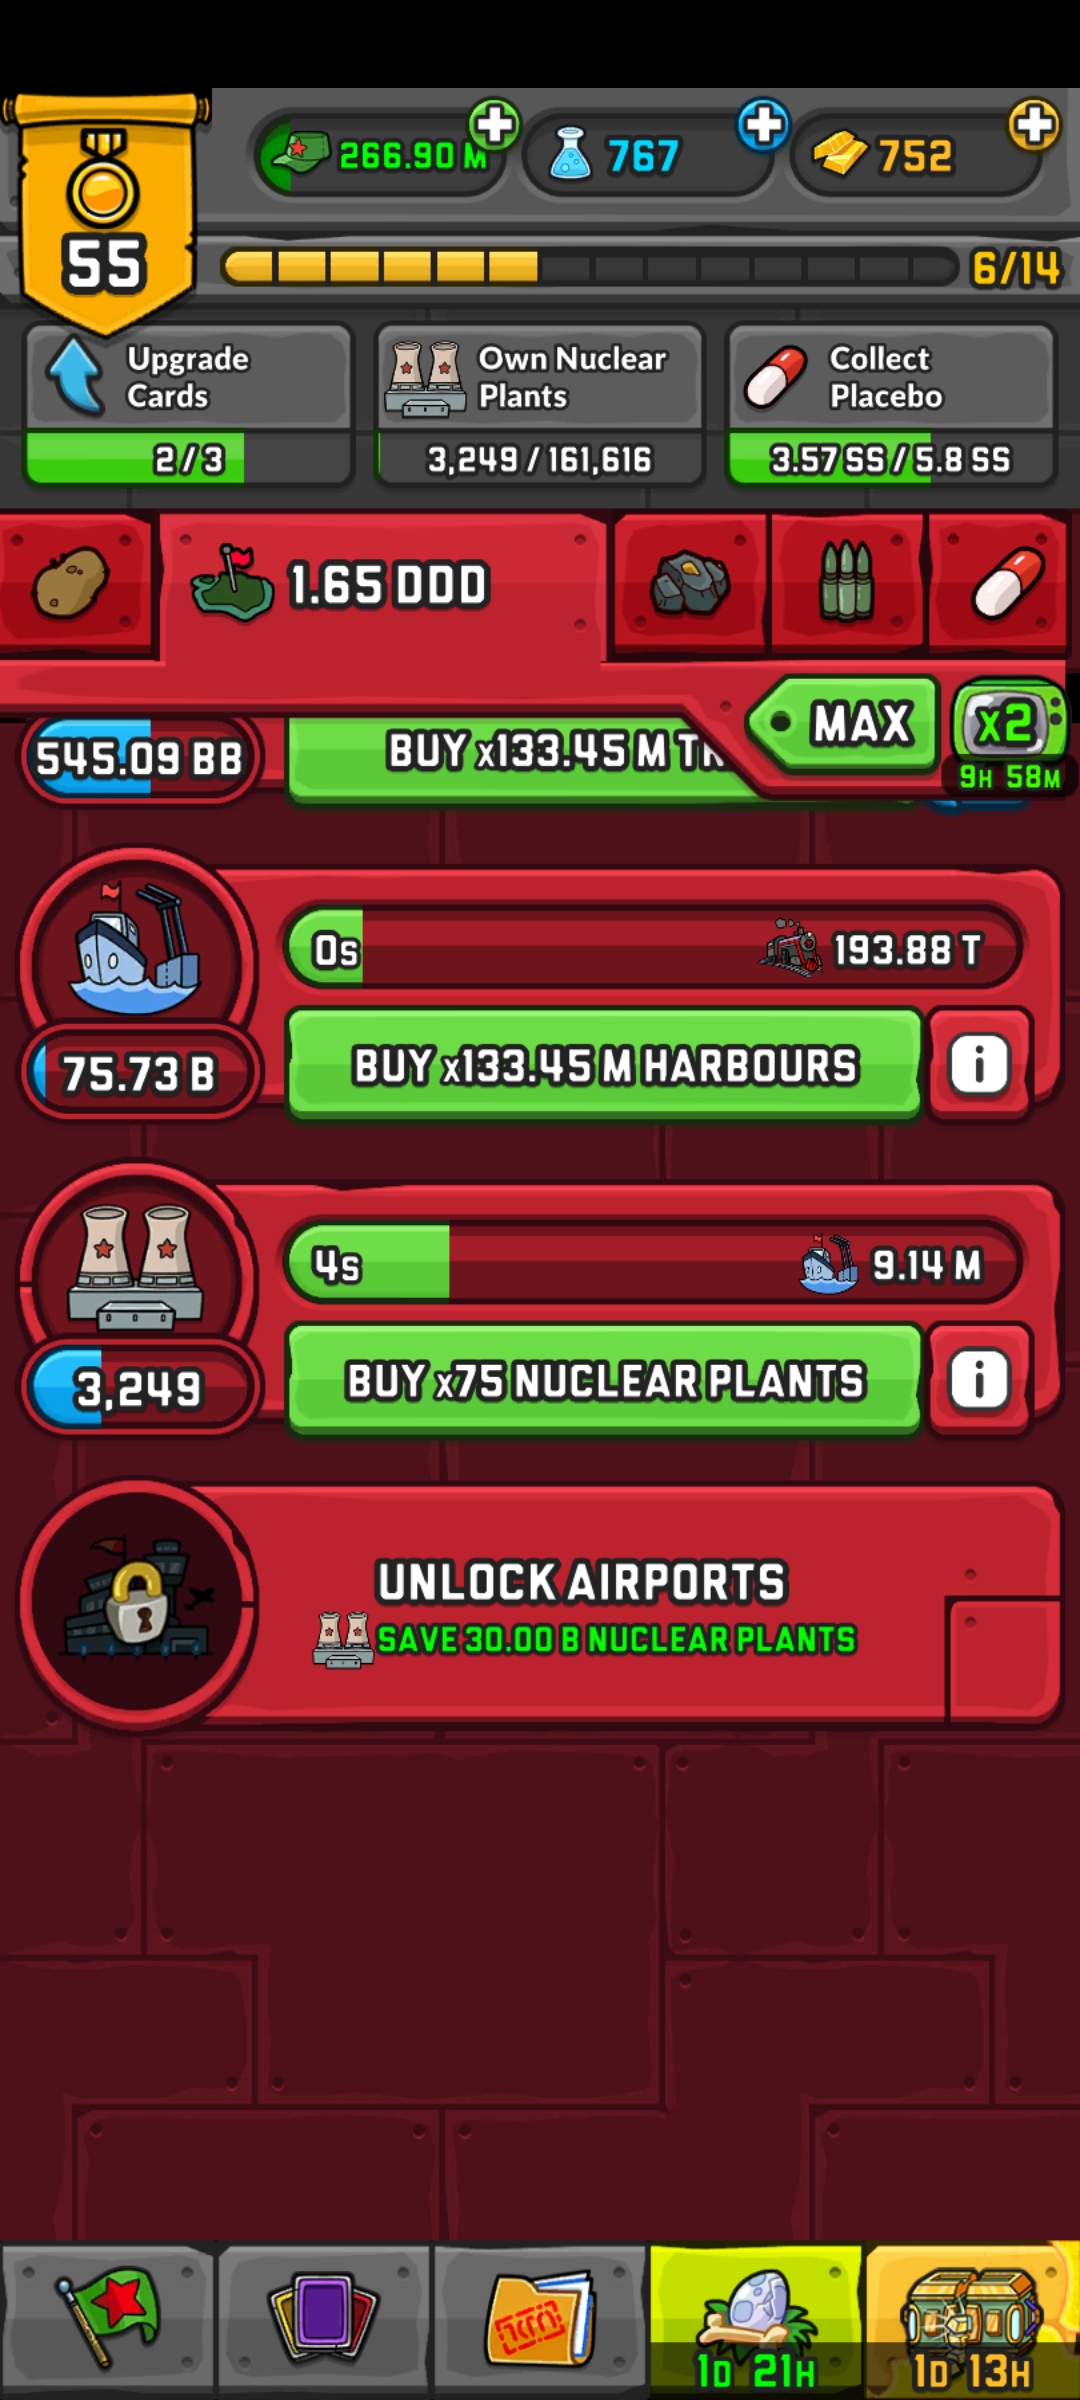 55
266.90 M
767
752
6/14
Upgrade
Cards
2/3
Own Nuclear
Plants
3,249 / 161,616
Collect
Placebo
3.57 SS / 5.8 SS
1.65 DDD
MAX
x2
9H 58M
545.09 BB
BUY x133.45 M
0s
193.88 T
75.73 B
BUY x133.45 M HARBOURS
i
4s
9.14 M
3,249
BUY x75 NUCLEAR PLANTS
i
UNLOCK AIRPORTS
SAVE 30.00 B NUCLEAR PLANTS
1D 21H
1D 13H